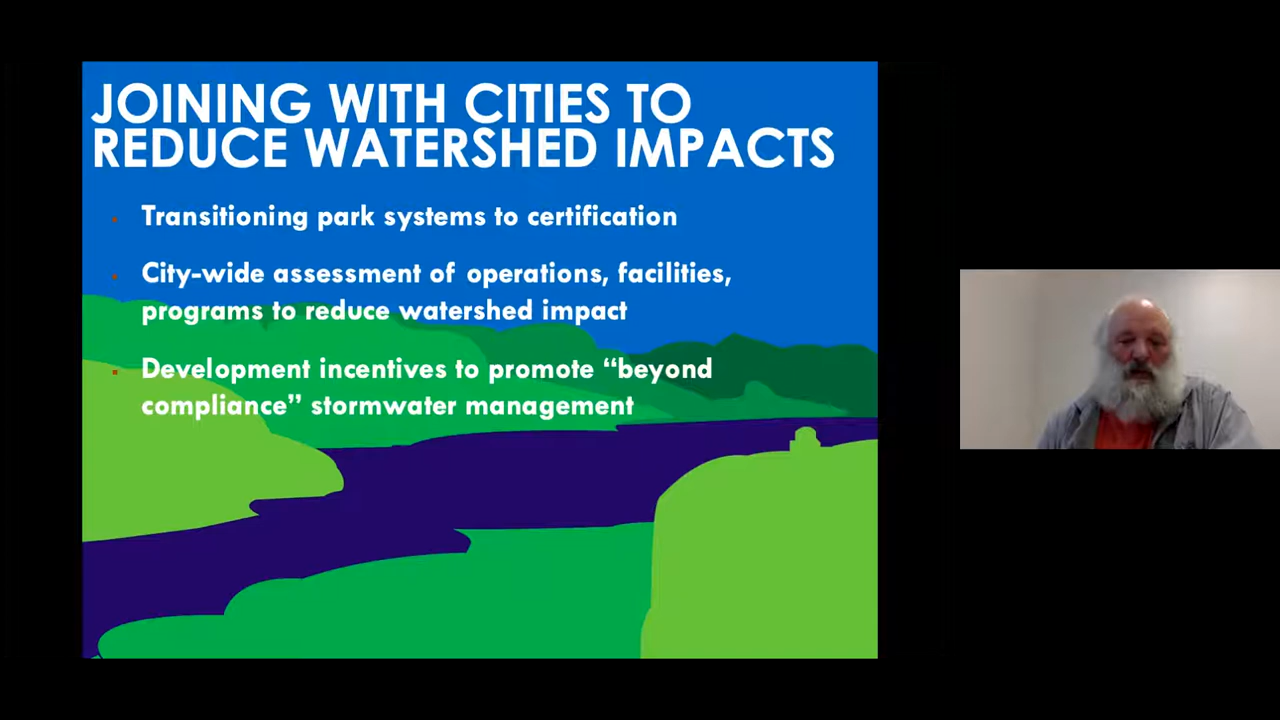 JOINING WITH CITIES TO
REDUCE WATERSHED IMPACTS
Transitioning park systems to certification
City-wide assessment of operations, facilities,
programs to reduce watershed impact
Development incentives to promote “beyond
compliance” stormwater management